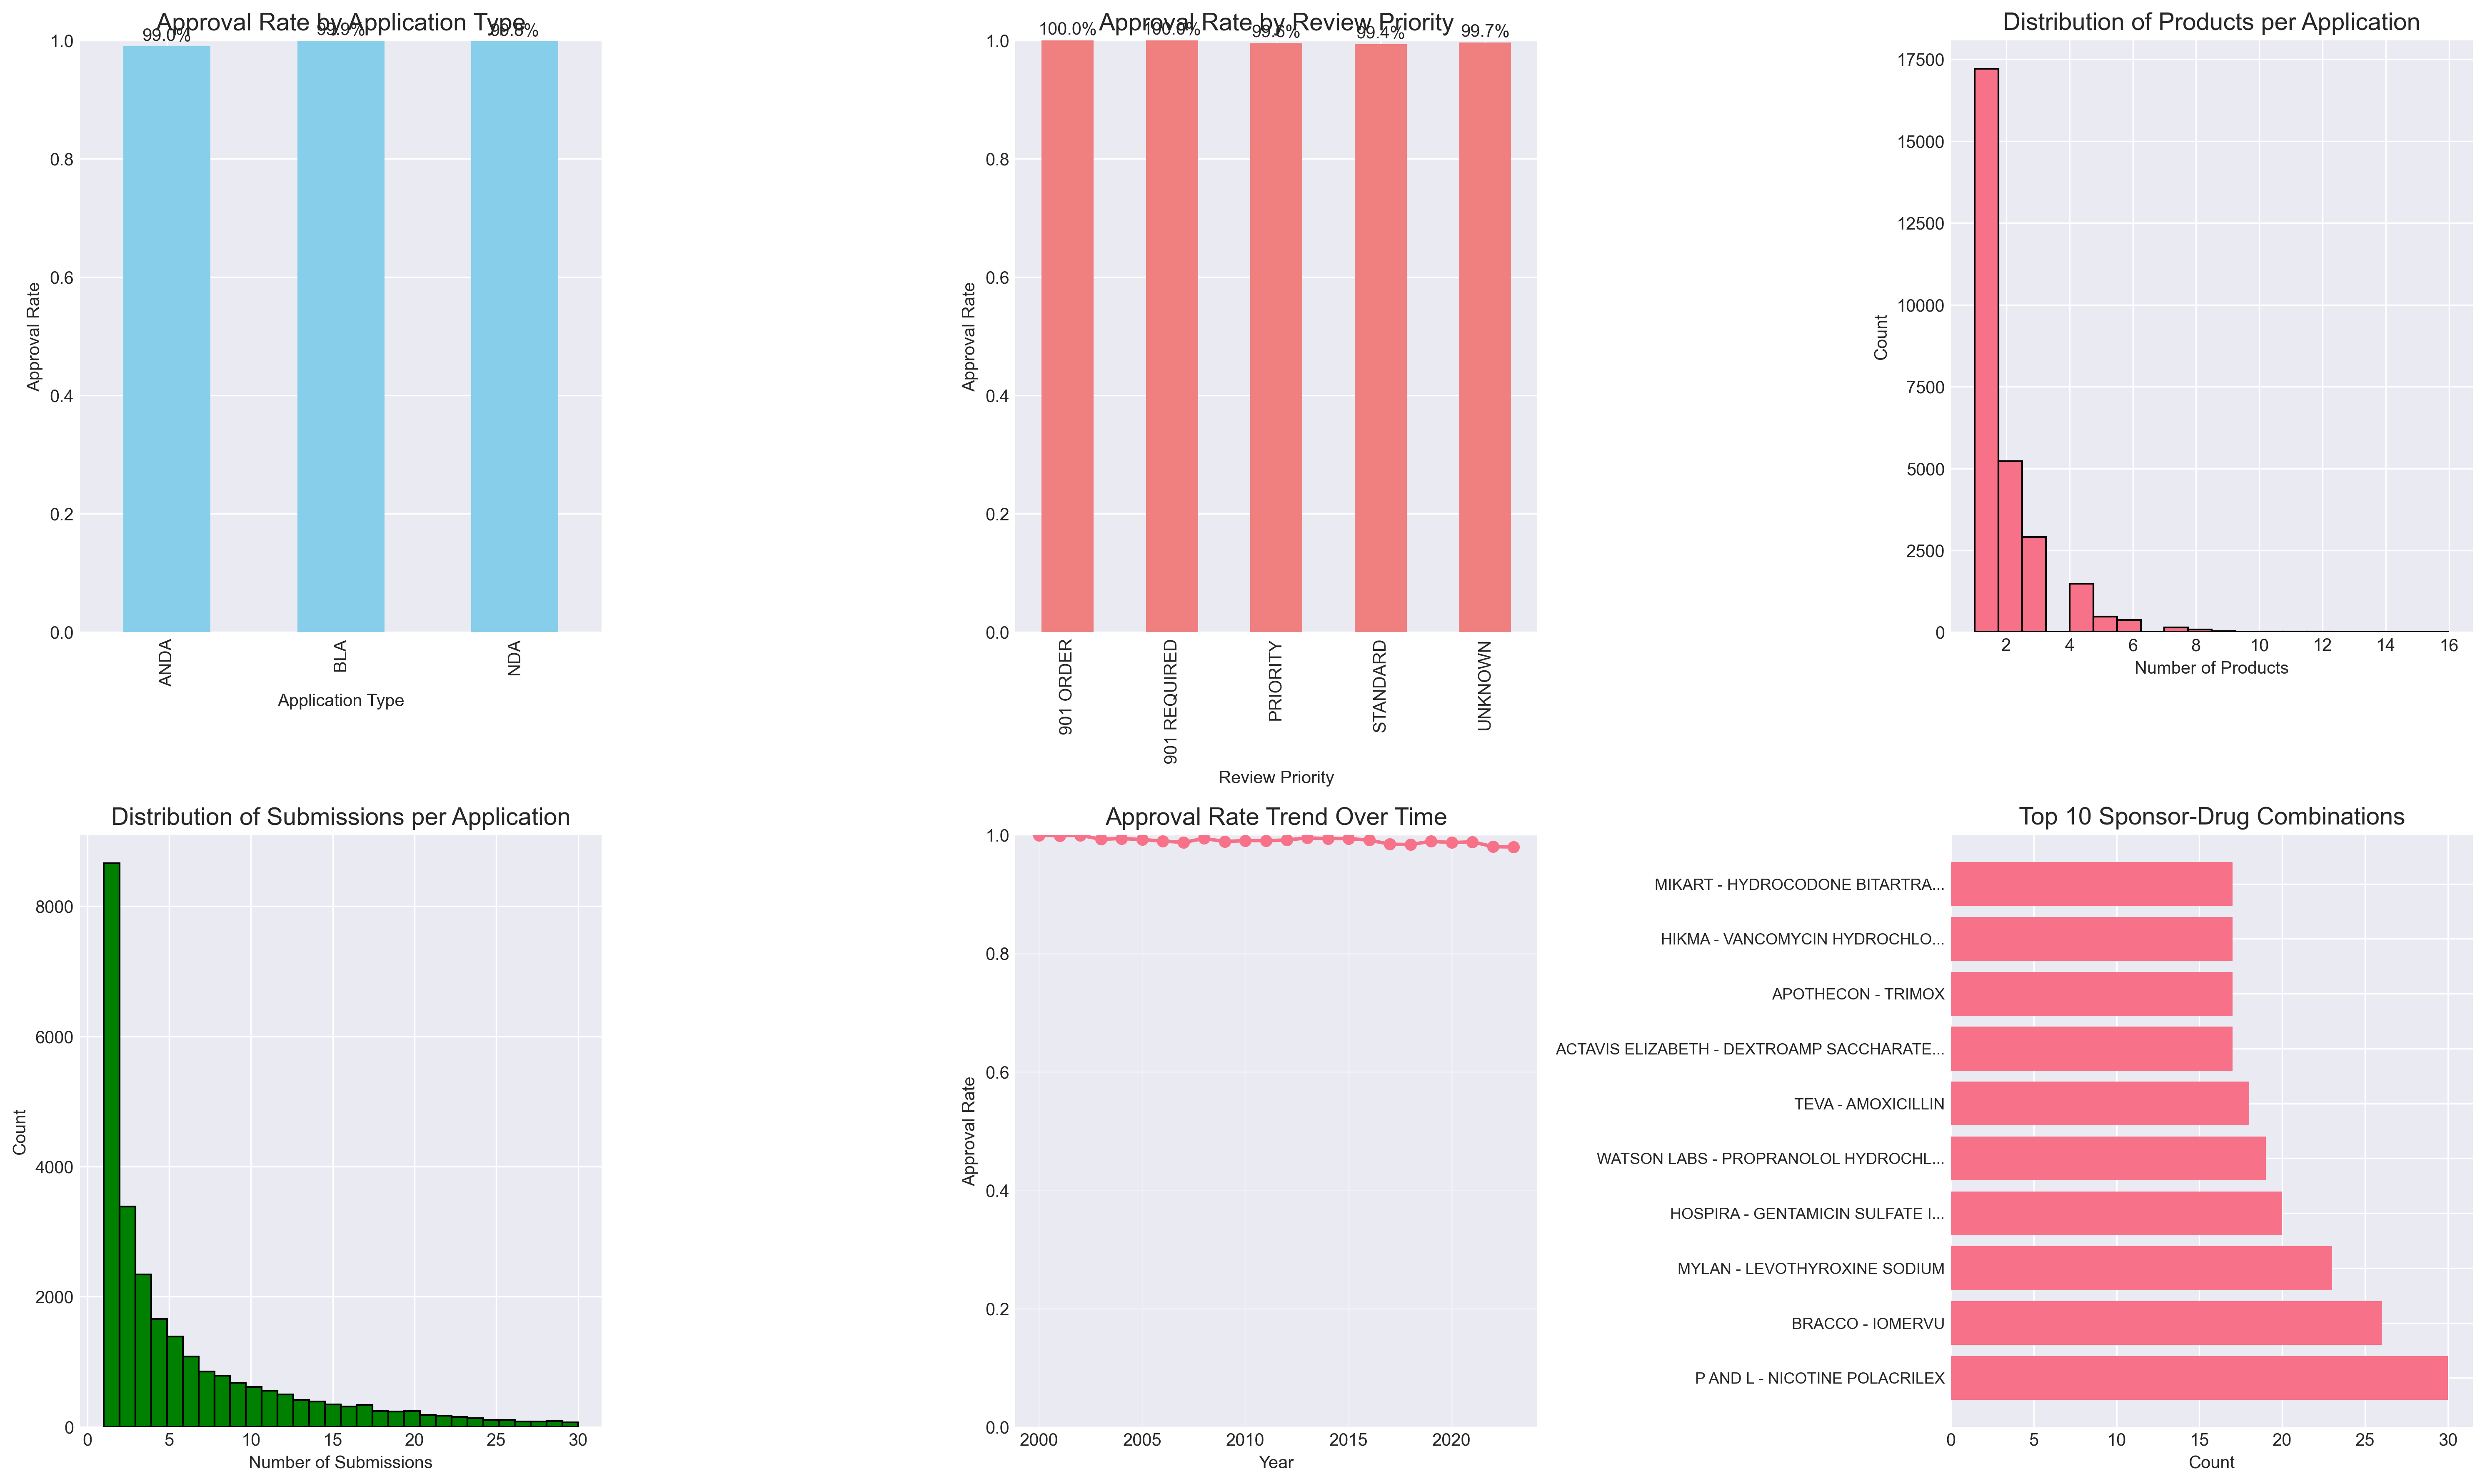 Approval Rate by Application Type
99.0%
99.9%
99.8%
1.0
0.8
0.6
0.4
0.2
0.0
Approval Rate
ANDA
BLA
NDA
Application Type
Approval Rate by Review Priority
100.0%
100.0%
99.6%
99.4%
99.7%
1.0
0.8
0.6
0.4
0.2
0.0
Approval Rate
901 ORDER
901 REQUIRED
PRIORITY
STANDARD
UNKNOWN
Review Priority
Distribution of Products per Application
17500
15000
12500
10000
7500
5000
2500
0
Count
2 4 6 8 10 12 14 16
Number of Products
Distribution of Submissions per Application
8000
6000
4000
2000
0
Count
0 5 10 15 20 25 30
Number of Submissions
Approval Rate Trend Over Time
1.0
0.8
0.6
0.4
0.2
0.0
Approval Rate
2000 2005 2010 2015 2020
Year
Top 10 Sponsor-Drug Combinations
MIKART - HYDROCODONE BITARTRA...
HIKMA - VANCOMYCIN HYDROCHLO...
APOTHECON - TRIMOX
ACTAVIS ELIZABETH - DEXTROAMP SACCHARATE...
TEVA - AMOXICILLIN
WATSON LABS - PROPRANOLOL HYDROCHL...
HOSPIRA - GENTAMICIN SULFATE I...
MYLAN - LEVOTHYROXINE SODIUM
BRACCO - IOMERVU
P AND L - NICOTINE POLACRILEX
0 5 10 15 20 25 30
Count